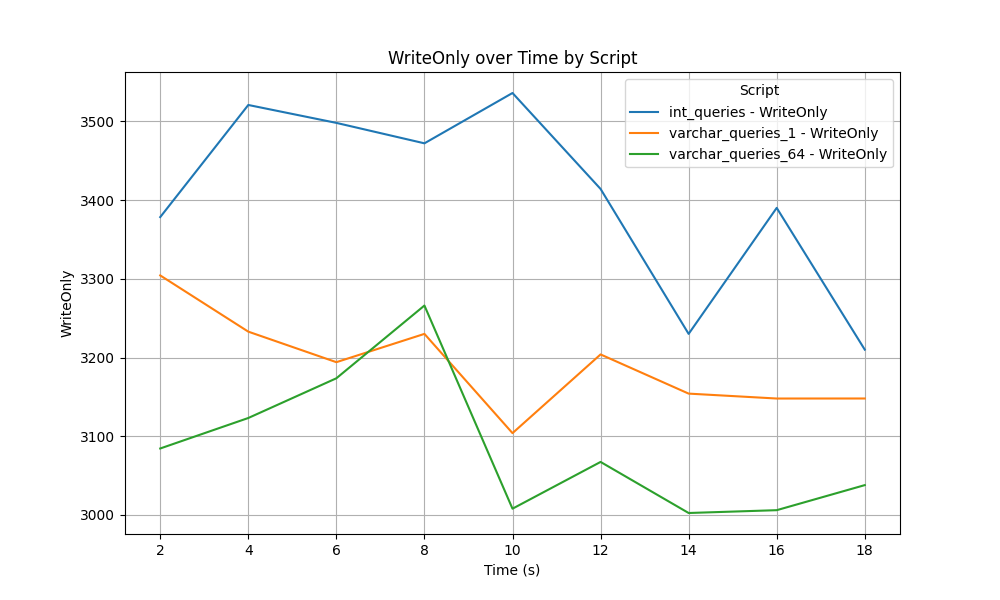 WriteOnly over Time by Script
Script
int_queries - WriteOnly
varchar_queries_1 - WriteOnly
varchar_queries_64 - WriteOnly
WriteOnly
3500
3400
3300
3200
3100
3000
2 4 6 8 10 12 14 16 18
Time (s)